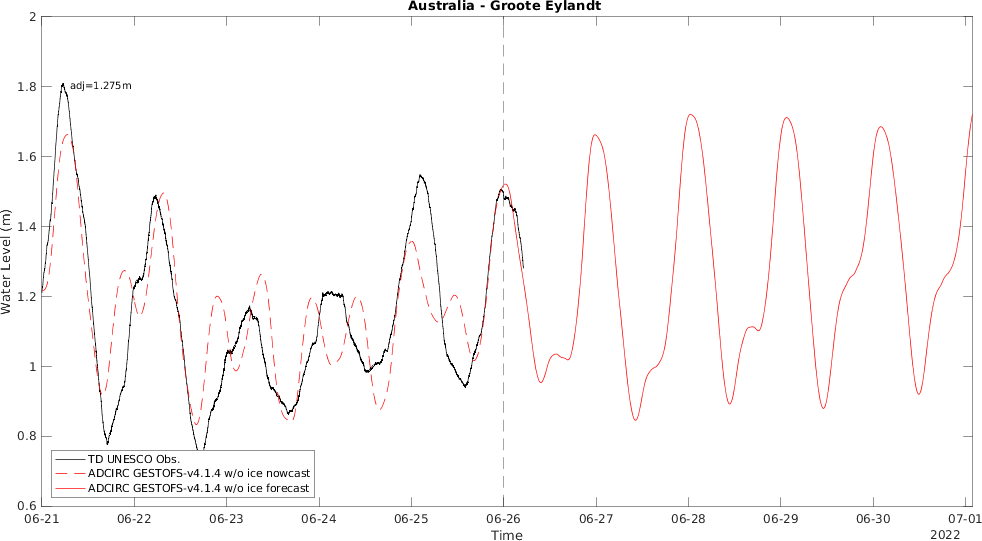 Australia - Groote Eylandt
adj=1.275m
Water Level (m)
2
1.8
1.6
1.4
1.2
1
0.8
0.6
TD UNESCO Obs.
ADCIRC GESTOFS-v4.1.4 w/o ice nowcast
ADCIRC GESTOFS-v4.1.4 w/o ice forecast
06-21 06-22 06-23 06-24 06-25 06-26 06-27 06-28 06-29 06-30 07-01
Time
2022